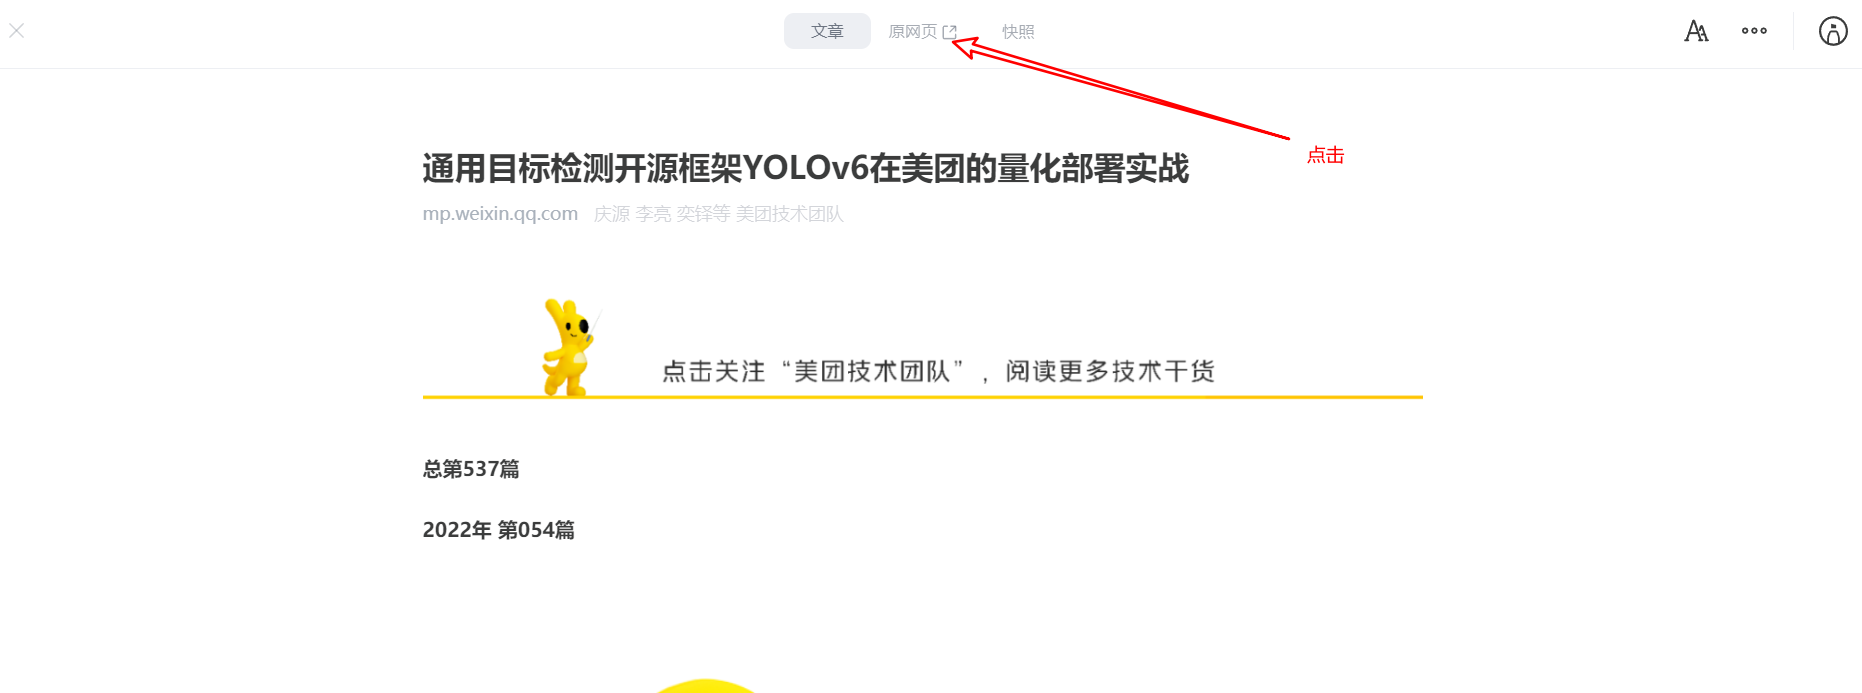 文章 原网页 快照
点击
通用目标检测开源框架YOLOv6在美团的量化部署实战
mp.weixin.qq.com 庆源 李亮 奕铎等 美团技术团队
点击关注“美团技术团队”，阅读更多技术干货
总第537篇
2022年 第054篇